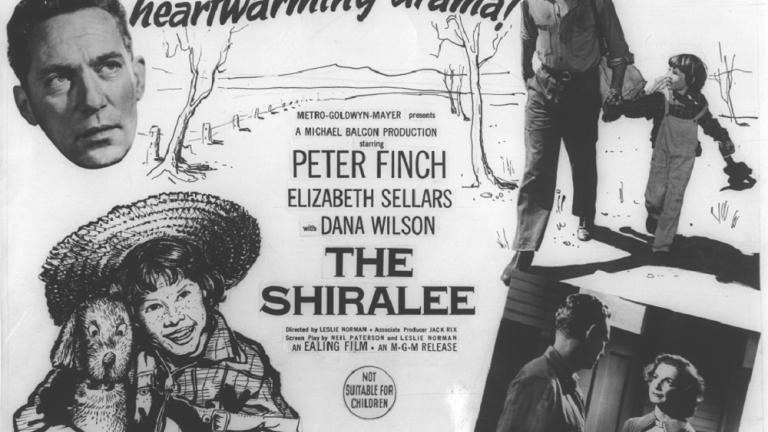 heartwarming drama!
METRO-GOLDWYN-MAYER presents
A MICHAEL BALCON PRODUCTION
starring
PETER FINCH
ELIZABETH SELLARS
with DANA WILSON
THE
SHIRALEE
Directed by LESLIE NORMAN • Associate Producer JACK RIX
Screen Play by NEIL PATERSON and LESLIE NORMAN
AN EALING FILM • AN M-G-M RELEASE
NOT
SUITABLE FOR
CHILDREN